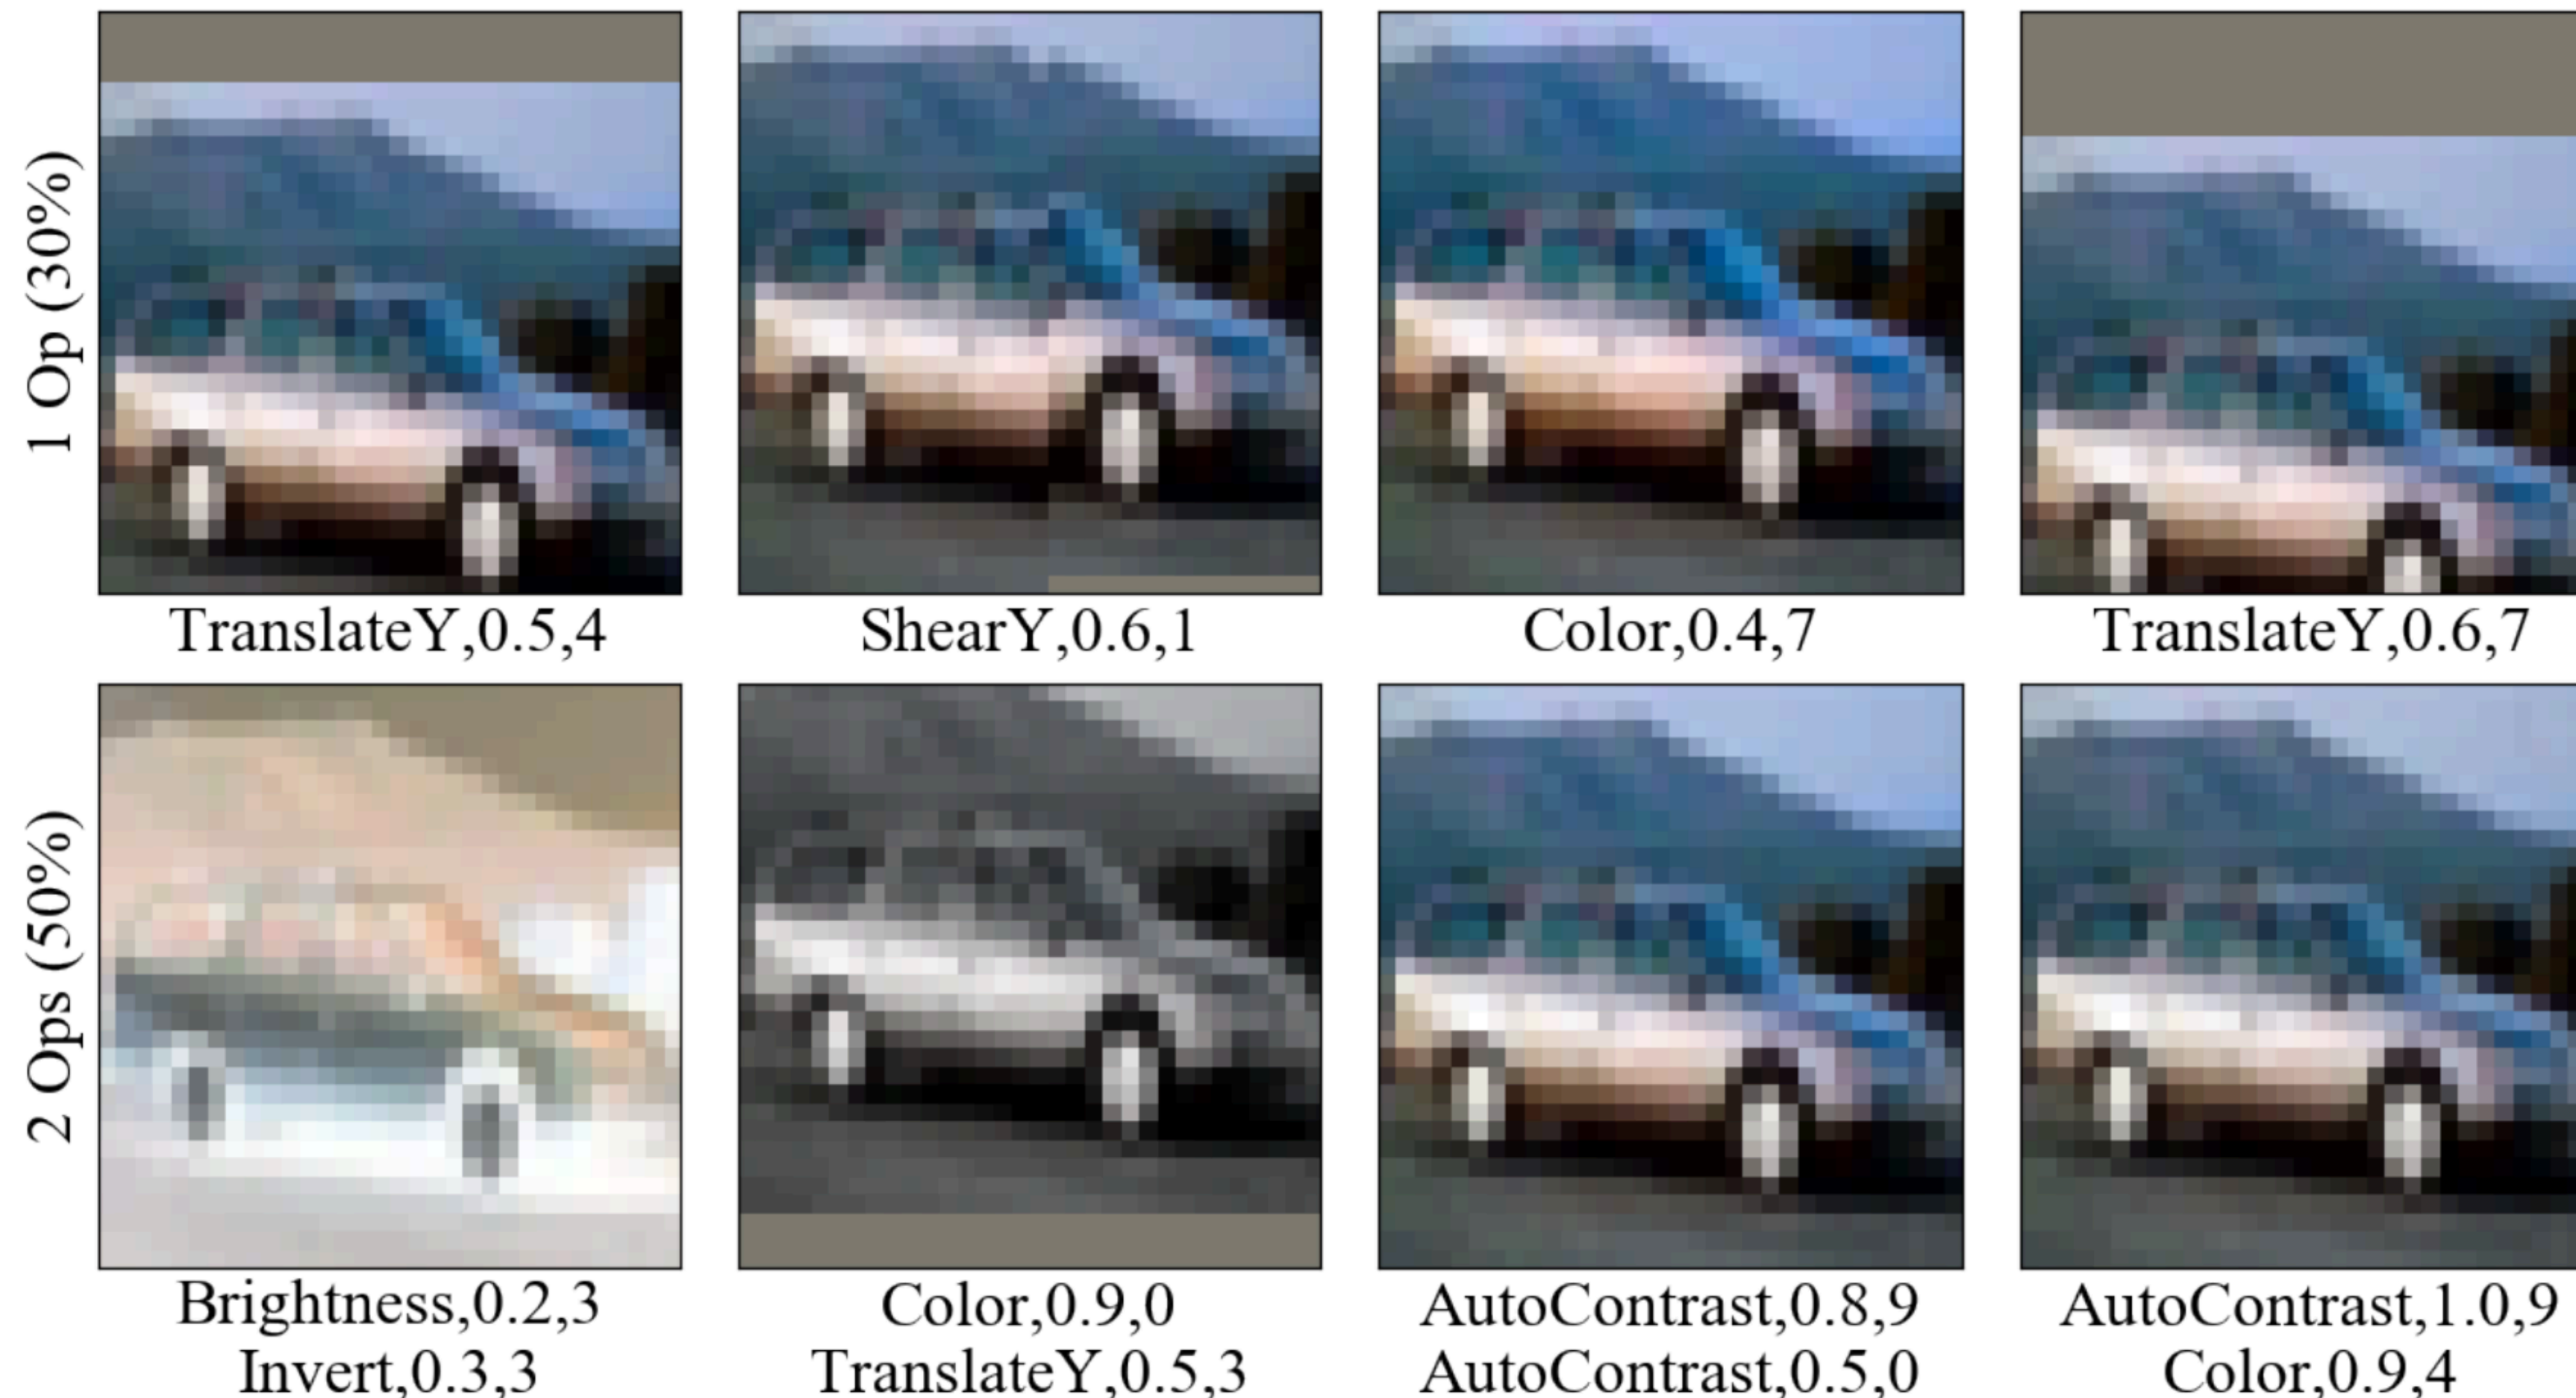 1 Op (30%)
TranslateY,0.5,4
ShearY,0.6,1
Color,0.4,7
TranslateY,0.6,7
2 Ops (50%)
Brightness,0.2,3
Invert,0.3,3
Color,0.9,0
TranslateY,0.5,3
AutoContrast,0.8,9
AutoContrast,0.5,0
AutoContrast,1.0,9
Color,0.9,4